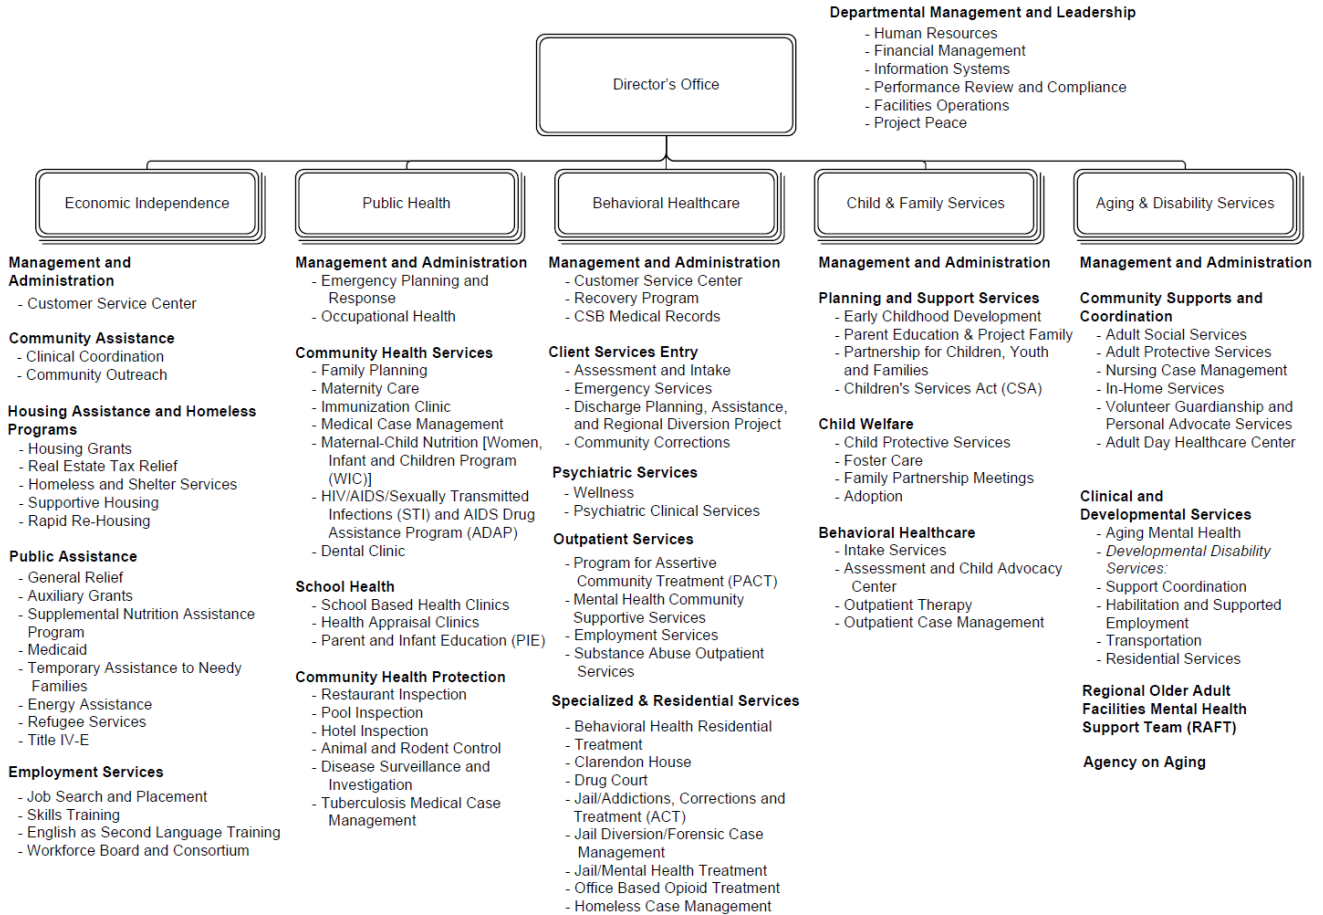 Departmental Management and Leadership
- Human Resources
- Financial Management
- Information Systems
- Performance Review and Compliance
- Facilities Operations
- Project Peace
Director's Office
Economic Independence
Public Health
Behavioral Healthcare
Child & Family Services
Aging & Disability Services
Management and
Administration
- Customer Service Center
Community Assistance
- Clinical Coordination
- Community Outreach
Housing Assistance and Homeless
Programs
- Housing Grants
- Real Estate Tax Relief
- Homeless and Shelter Services
- Supportive Housing
- Rapid Re-Housing
Public Assistance
- General Relief
- Auxiliary Grants
- Supplemental Nutrition Assistance
Program
- Medicaid
- Temporary Assistance to Needy
Families
- Energy Assistance
- Refugee Services
- Title IV-E
Employment Services
- Job Search and Placement
- Skills Training
- English as Second Language Training
- Workforce Board and Consortium
Management and Administration
- Emergency Planning and
Response
- Occupational Health
Community Health Services
- Family Planning
- Maternity Care
- Immunization Clinic
- Medical Case Management
- Maternal-Child Nutrition [Women,
Infant and Children Program
(WIC)]
- HIV/AIDS/Sexually Transmitted
Infections (STI) and AIDS Drug
Assistance Program (ADAP)
- Dental Clinic
School Health
- School Based Health Clinics
- Health Appraisal Clinics
- Parent and Infant Education (PIE)
Community Health Protection
- Restaurant Inspection
- Pool Inspection
- Hotel Inspection
- Animal and Rodent Control
- Disease Surveillance and
Investigation
- Tuberculosis Medical Case
Management
Management and Administration
- Customer Service Center
- Recovery Program
- CSB Medical Records
Client Services Entry
- Assessment and Intake
- Emergency Services
- Discharge Planning, Assistance,
and Regional Diversion Project
- Community Corrections
Psychiatric Services
- Wellness
- Psychiatric Clinical Services
Outpatient Services
- Program for Assertive
Community Treatment (PACT)
- Mental Health Community
Supportive Services
- Employment Services
- Substance Abuse Outpatient
Services
Specialized & Residential Services
- Behavioral Health Residential
- Treatment
- Clarendon House
- Drug Court
- Jail/Addictions, Corrections and
Treatment (ACT)
- Jail Diversion/Forensic Case
Management
- Jail/Mental Health Treatment
- Office Based Opioid Treatment
- Homeless Case Management
Management and Administration
Planning and Support Services
- Early Childhood Development
- Parent Education & Project Family
- Partnership for Children, Youth
and Families
- Children's Services Act (CSA)
Child Welfare
- Child Protective Services
- Foster Care
- Family Partnership Meetings
- Adoption
Behavioral Healthcare
- Intake Services
- Assessment and Child Advocacy
Center
- Outpatient Therapy
- Outpatient Case Management
Management and Administration
Community Supports and
Coordination
- Adult Social Services
- Adult Protective Services
- Nursing Case Management
- In-Home Services
- Volunteer Guardianship and
Personal Advocate Services
- Adult Day Healthcare Center
Clinical and
Developmental Services
- Aging Mental Health
- Developmental Disability
Services:
- Support Coordination
- Habilitation and Supported
Employment
- Transportation
- Residential Services
Regional Older Adult
Facilities Mental Health
Support Team (RAFT)
Agency on Aging